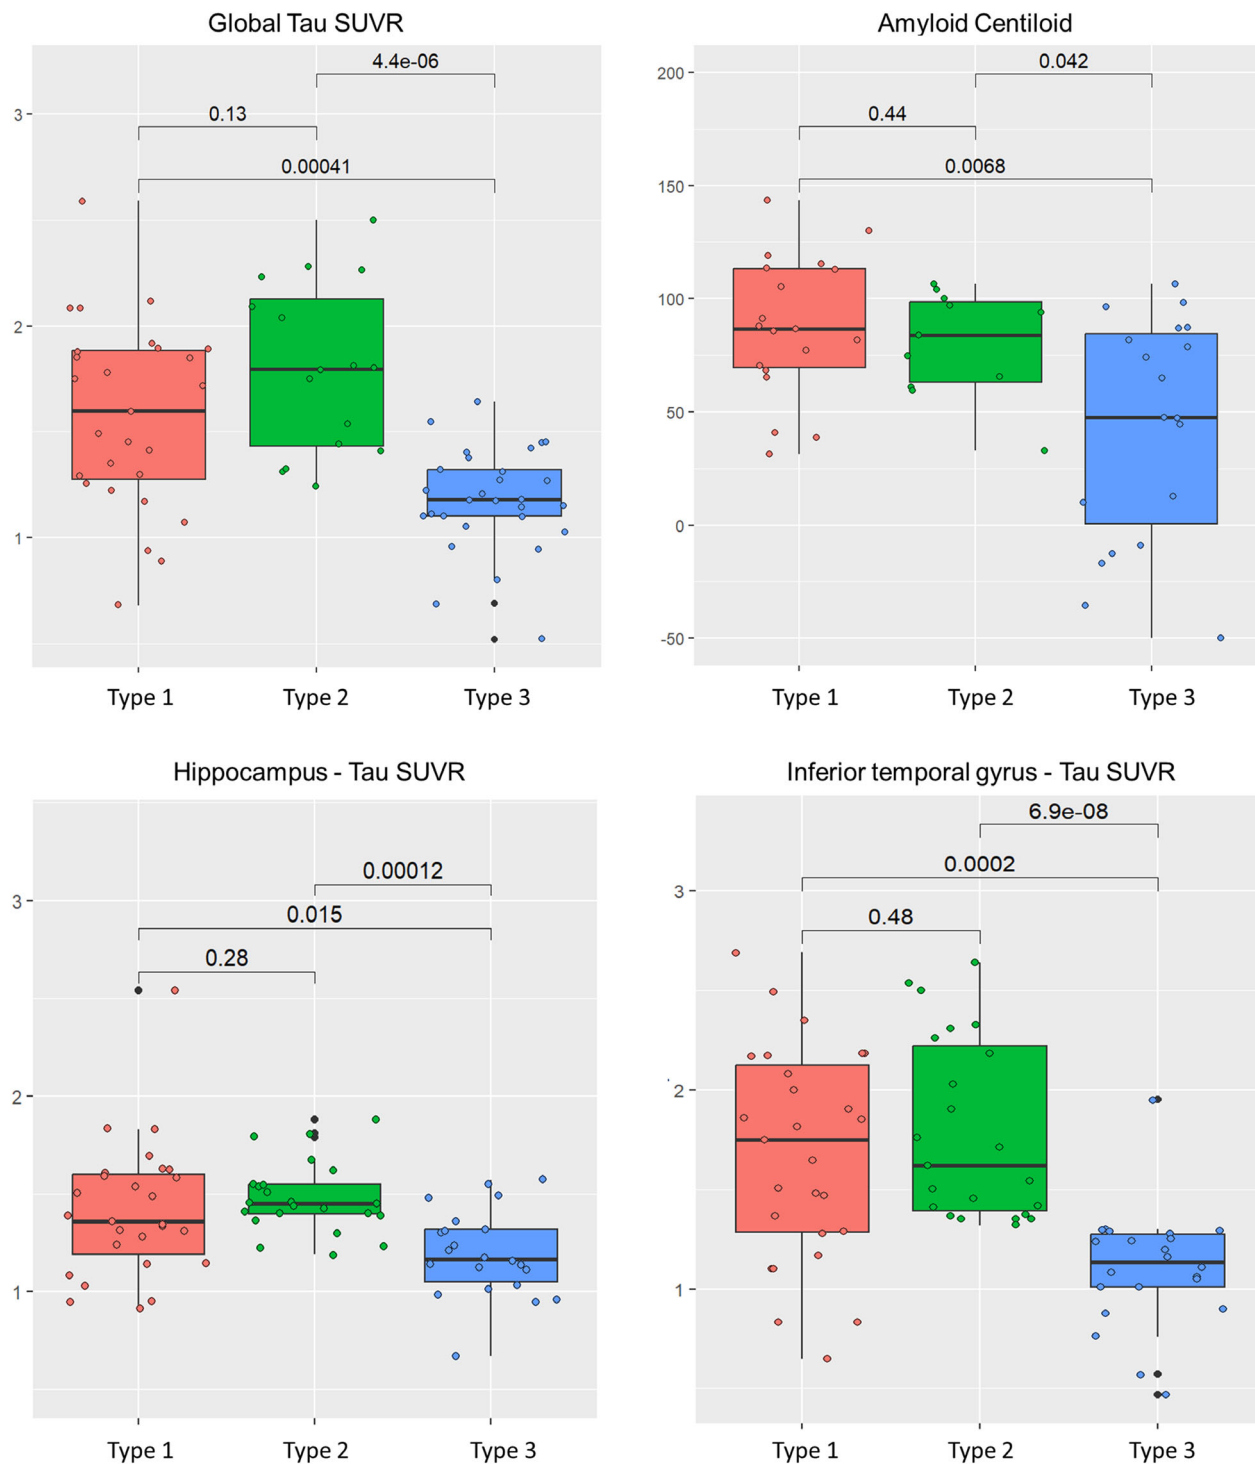 Global Tau SUVR
4.4e-06
0.13
0.00041
3
2
1
Type 1 Type 2 Type 3
Amyloid Centiloid
0.042
0.44
0.0068
200
150
100
50
0
-50
Type 1 Type 2 Type 3
Hippocampus - Tau SUVR
0.00012
0.015
0.28
3
2
1
Type 1 Type 2 Type 3
Inferior temporal gyrus - Tau SUVR
6.9e-08
0.0002
0.48
3
2
1
Type 1 Type 2 Type 3